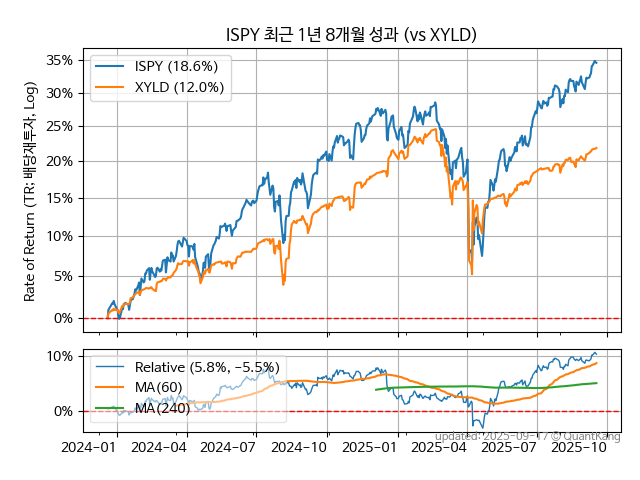 ISPY 최근 1년 8개월 성과 (vs XYLD)
Rate of Return (TR: 배당재투자, Log)
35%
30%
25%
20%
15%
10%
5%
0%
ISPY (18.6%)
XYLD (12.0%)
10%
0%
Relative (5.8%, −5.5%)
MA(60)
MA(240)
updated: 2025-09-17 © QuantKang
2024-01
2024-04
2024-07
2024-10
2025-01
2025-04
2025-07
2025-10